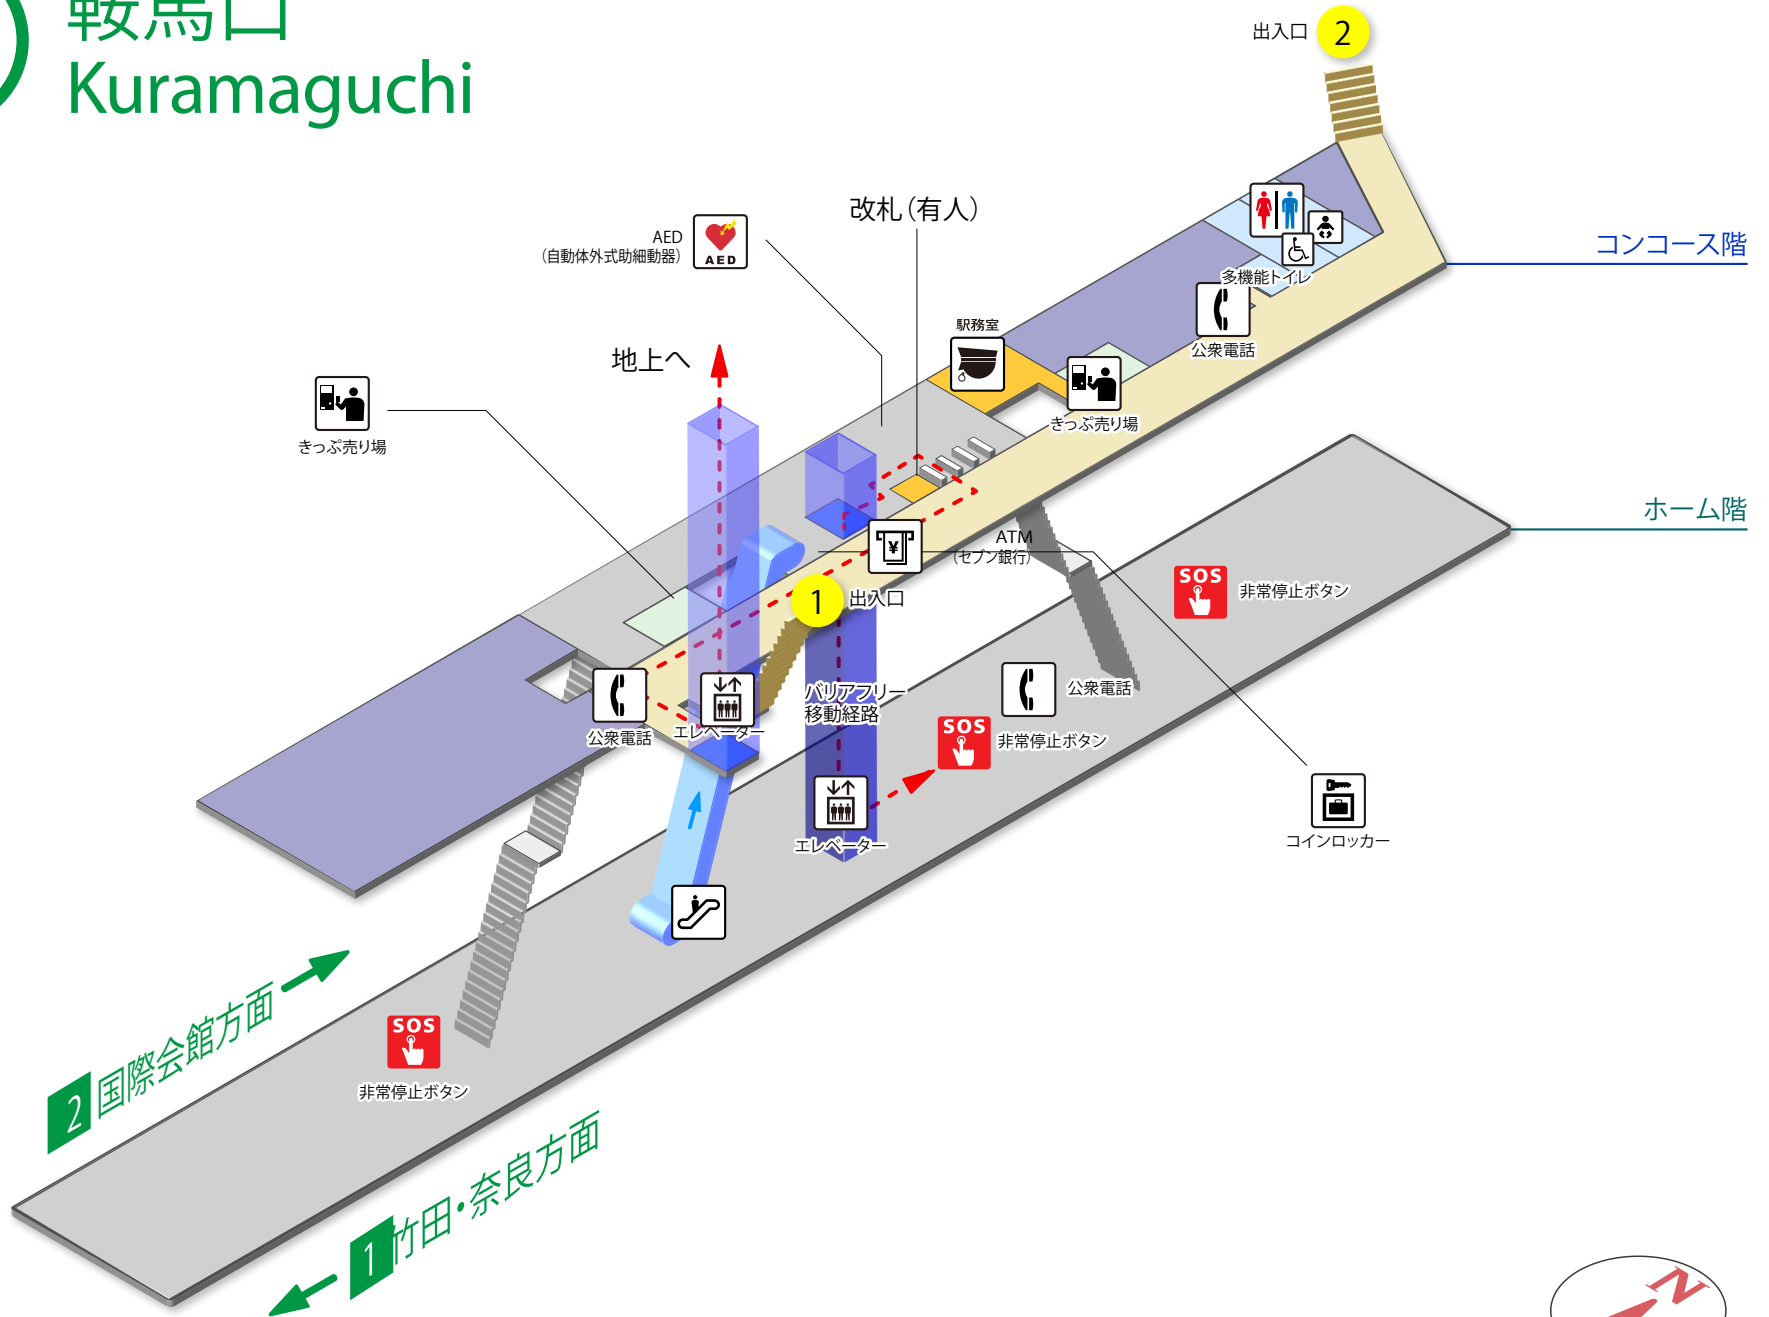 鞍馬口
Kuramaguchi
出入口 2
改札（有人）
AED
（自動体外式助細動器）
AED
コンコース階
多機能トイレ
公衆電話
駅務室
地上へ
きっぷ売り場
きっぷ売り場
ホーム階
ATM
（セブン銀行）
¥
1 出入口
SOS
非常停止ボタン
公衆電話
バリアフリー
移動経路
公衆電話
エレベーター
SOS
非常停止ボタン
エレベーター
コインロッカー
2 国際会館方面
SOS
非常停止ボタン
1 竹田・奈良方面
N